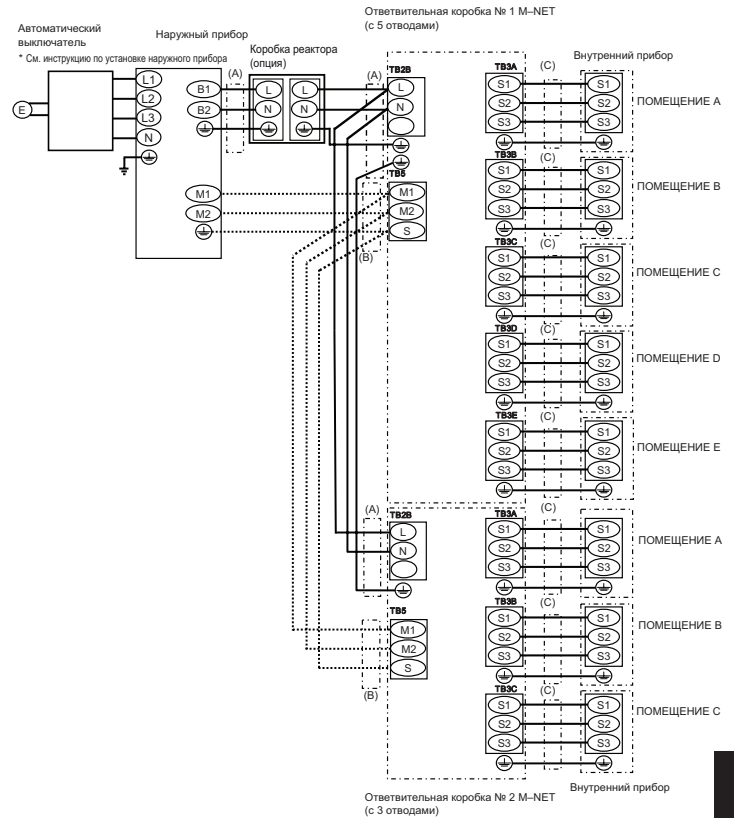 Ответвительная коробка № 1 M–NET
(с 5 отводами)
Автоматический
выключатель
* См. инструкцию по установке наружного прибора
Наружный прибор
Коробка реактора
(опция)
Внутренний прибор
E
L1
L2
L3
N
B1
B2
M1
M2
(A)
L
N
L
N
(A)
TB2B
L
N
TB5
M1
M2
S
(B)
TB3A
S1
S2
S3
(C)
S1
S2
S3
ПОМЕЩЕНИЕ A
TB3B
S1
S2
S3
(C)
S1
S2
S3
ПОМЕЩЕНИЕ B
TB3C
S1
S2
S3
(C)
S1
S2
S3
ПОМЕЩЕНИЕ C
TB3D
S1
S2
S3
(C)
S1
S2
S3
ПОМЕЩЕНИЕ D
TB3E
S1
S2
S3
(C)
S1
S2
S3
ПОМЕЩЕНИЕ E
(A)
TB2B
L
N
TB5
M1
M2
S
(B)
TB3A
S1
S2
S3
(C)
S1
S2
S3
ПОМЕЩЕНИЕ A
TB3B
S1
S2
S3
(C)
S1
S2
S3
ПОМЕЩЕНИЕ B
TB3C
S1
S2
S3
(C)
S1
S2
S3
ПОМЕЩЕНИЕ C
Внутренний прибор
Ответвительная коробка № 2 M–NET
(с 3 отводами)